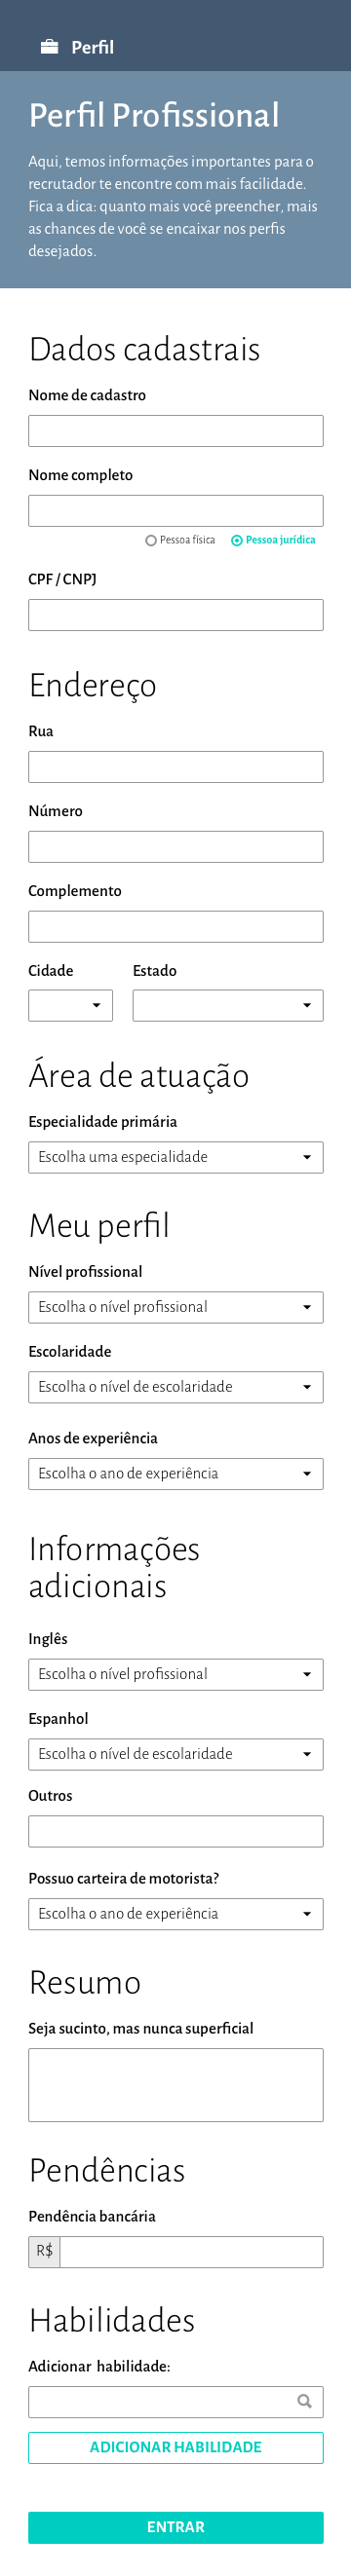 Perfil
Perfil Profissional
Aqui, temos informações importantes para o
recrutador te encontre com mais facilidade.
Fica a dica: quanto mais você preencher, mais
as chances de você se encaixar nos perfis
desejados.
Dados cadastrais
Nome de cadastro
Nome completo
Pessoa física Pessoa jurídica
CPF / CNPJ
Endereço
Rua
Número
Complemento
Cidade Estado
Área de atuação
Especialidade primária
Escolha uma especialidade
Meu perfil
Nível profissional
Escolha o nível profissional
Escolaridade
Escolha o nível de escolaridade
Anos de experiência
Escolha o ano de experiência
Informações
adicionais
Inglês
Escolha o nível profissional
Espanhol
Escolha o nível de escolaridade
Outros
Possuo carteira de motorista?
Escolha o ano de experiência
Resumo
Seja sucinto, mas nunca superficial
Pendências
Pendência bancária
R$
Habilidades
Adicionar habilidade:
ADICIONAR HABILIDADE
ENTRAR